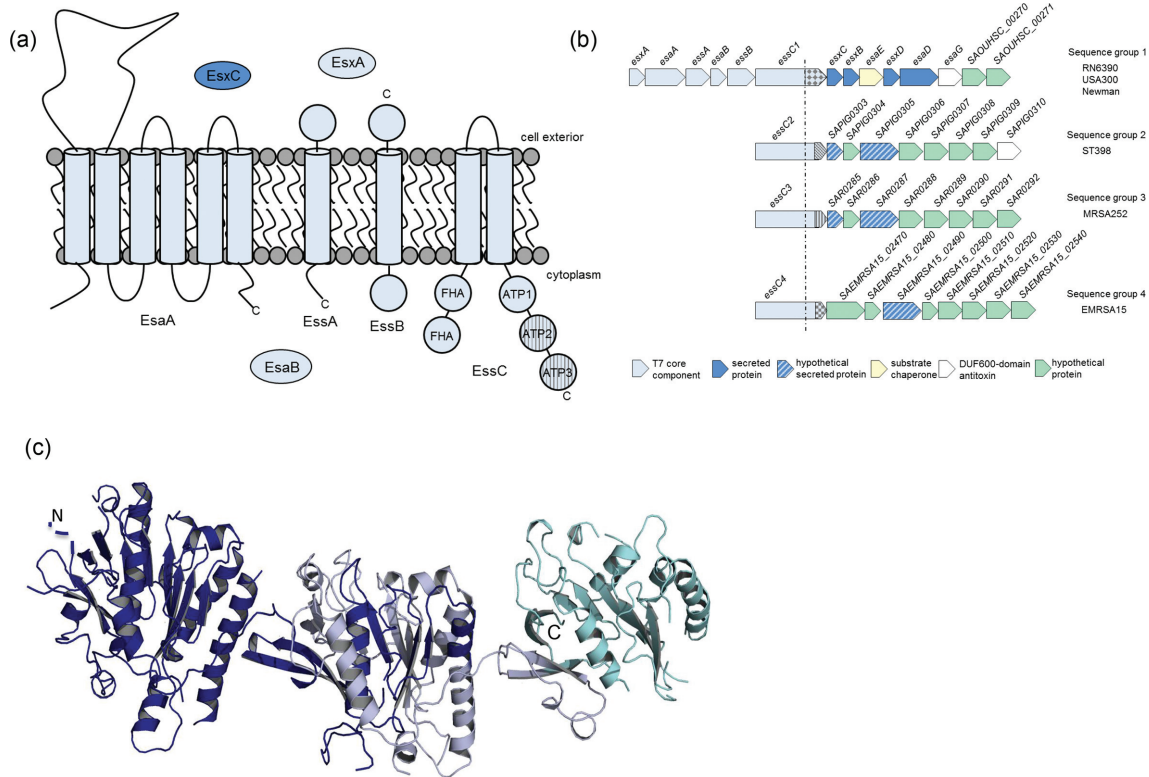 (a)
EsxC
EsxA
C
cell exterior
cytoplasm
C
EsaA
C
EssA
EssB
FHA
FHA
ATP1
ATP2
ATP3
C
EssC
EsaB
(b)
esxA
esaA
essA
esaB
essB
essC1
esxC
esxB
esaE
esxD
esaD
esaG
SAOUHSC_00270
SAOUHSC_00271
Sequence group 1
RN6390
USA300
Newman
essC2
SAPIG0303
SAPIG0304
SAPIG0305
SAPIG0306
SAPIG0307
SAPIG0308
SAPIG0309
SAPIG0310
Sequence group 2
ST398
essC3
SAR0285
SAR0286
SAR0287
SAR0288
SAR0289
SAR0290
SAR0291
SAR0292
Sequence group 3
MRSA252
essC4
SAEMRSA15_02470
SAEMRSA15_02480
SAEMRSA15_02490
SAEMRSA15_02500
SAEMRSA15_02510
SAEMRSA15_02520
SAEMRSA15_02530
SAEMRSA15_02540
Sequence group 4
EMRSA15
T7 core
component
secreted
protein
hypothetical
secreted protein
substrate
chaperone
DUF600-domain
antitoxin
hypothetical
protein
(c)
N
C